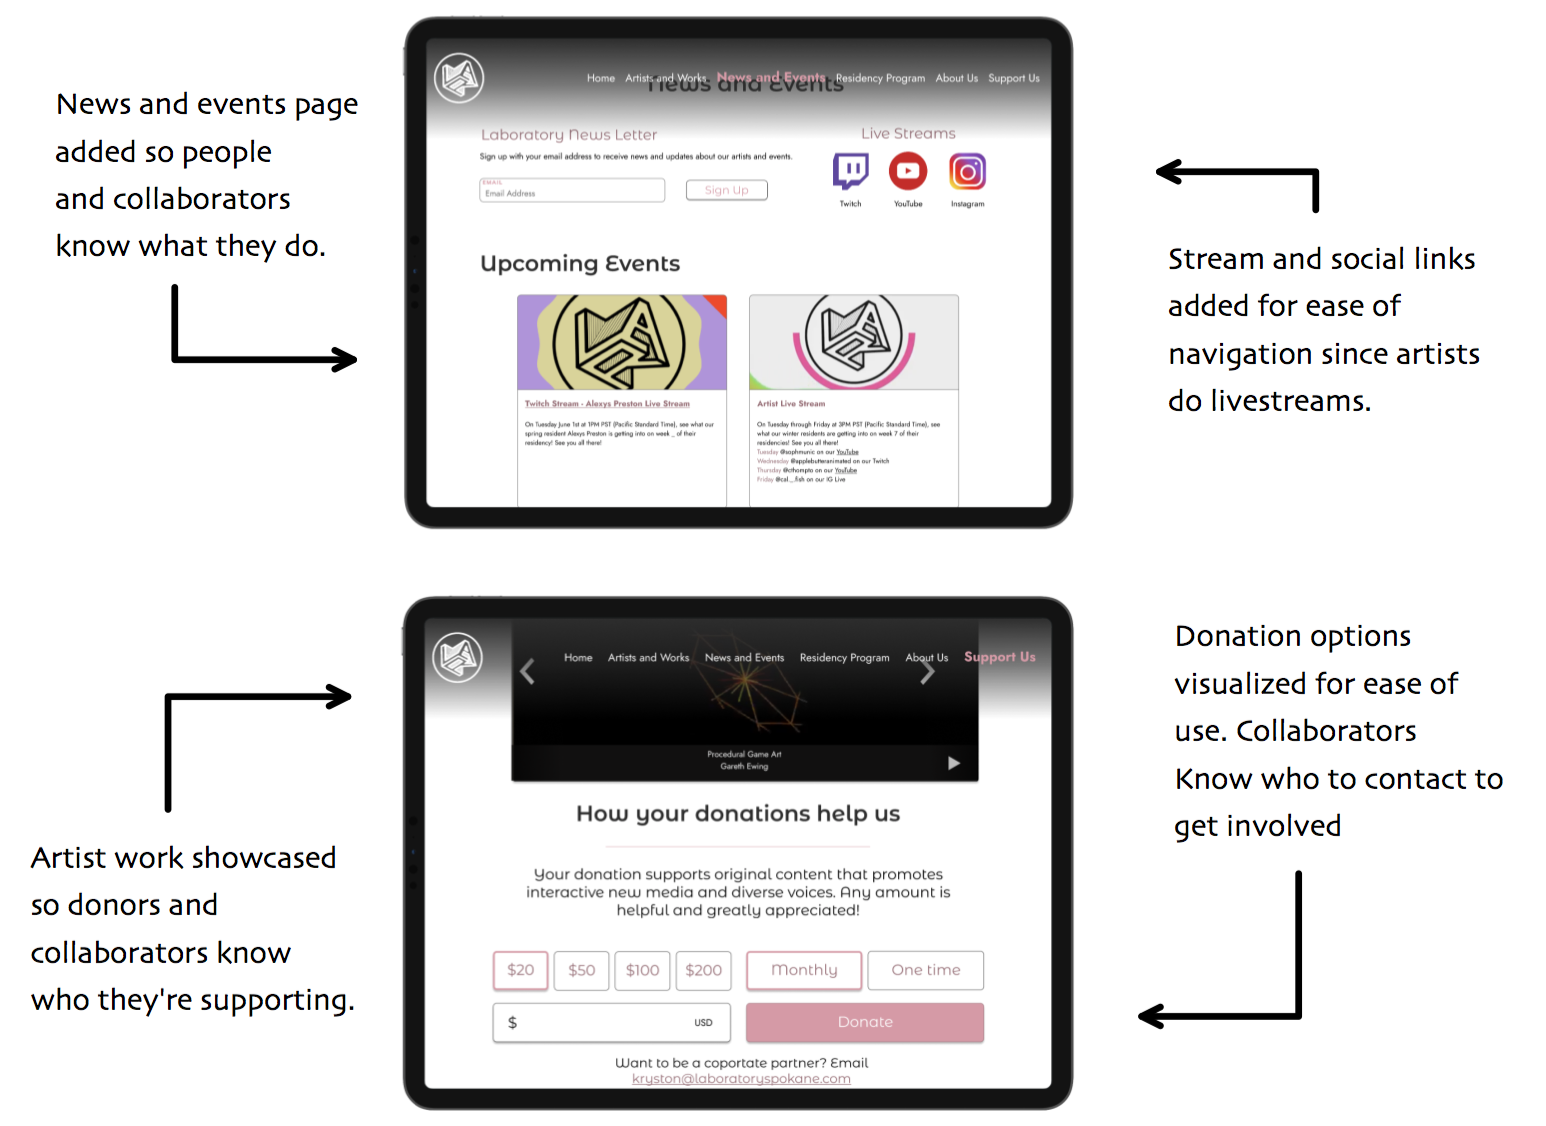 News and events page
added so people
and collaborators
know what they do.
Home Artists and Works News and Events Residency Program About Us Support Us
News and Events
Laboratory News Letter
Sign up with your email address to receive news and updates about our artists and events.
EMAIL
Email Address
Sign Up
Live Streams
Twitch YouTube Instagram
Upcoming Events
Twitch Stream - Alexys Preston Live Stream
On Tuesday June 1st at 1PM PST (Pacific Standard Time), see what our
spring resident Alexys Preston is getting into on week _ of their
residency! See you all there!
Artist Live Stream
On Tuesday through Friday at 3PM PST (Pacific Standard Time), see
what our winter residents are getting into on week 7 of their
residencies! See you all there!
Tuesday @sophmunic on our YouTube
Wednesday @applebutteranimated on our Twitch
Thursday @cthompto on our YouTube
Friday @cal._.fish on our IG Live
Stream and social links
added for ease of
navigation since artists
do livestreams.
Artist work showcased
so donors and
collaborators know
who they're supporting.
Home Artists and Works News and Events Residency Program About Us Support Us
Procedural Game Art
Gareth Ewing
How your donations help us
Your donation supports original content that promotes
interactive new media and diverse voices. Any amount is
helpful and greatly appreciated!
$20 $50 $100 $200 Monthly One time
$ USD Donate
Want to be a coportate partner? Email
kryston@laboratoryspokane.com
Donation options
visualized for ease of
use. Collaborators
Know who to contact to
get involved